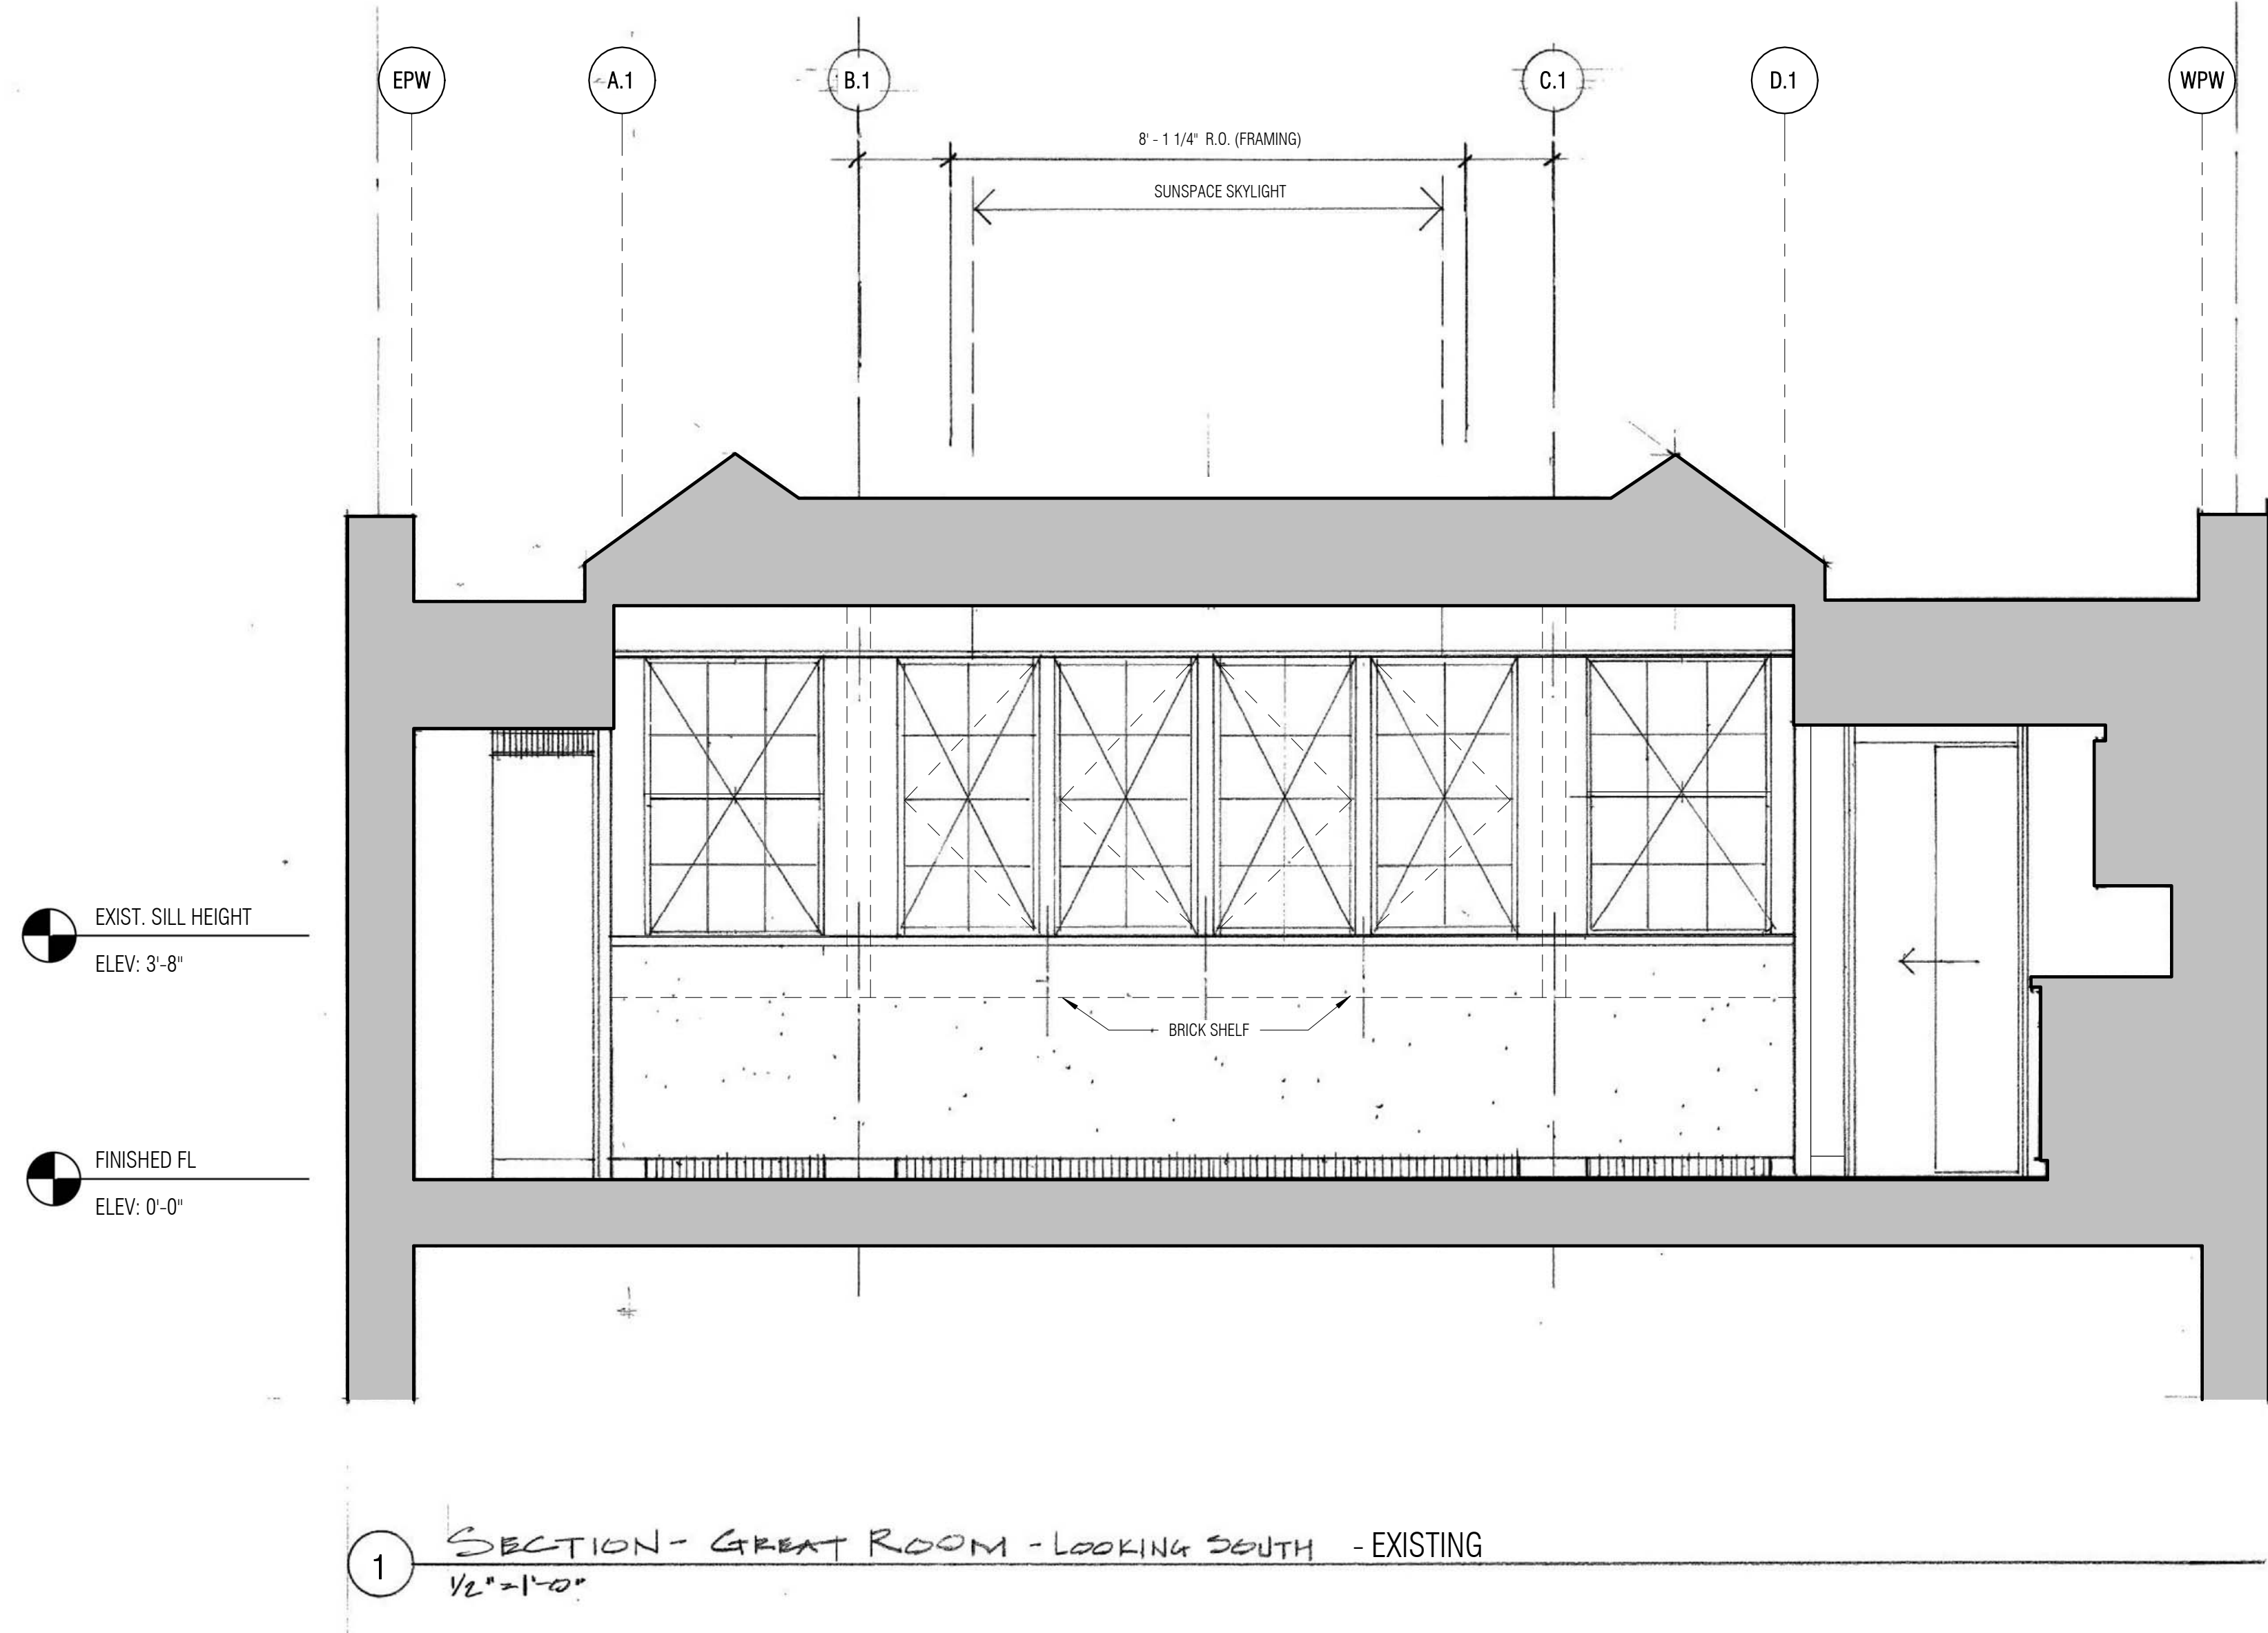 EPW
A.1
B.1
C.1
D.1
WPW
8' - 1 1/4" R.O. (FRAMING)
SUNSPACE SKYLIGHT
EXIST. SILL HEIGHT
ELEV: 3'-8"
BRICK SHELF
FINISHED FL
ELEV: 0'-0"
1 SECTION - GREAT ROOM - LOOKING SOUTH - EXISTING
1/2" = 1'-0"